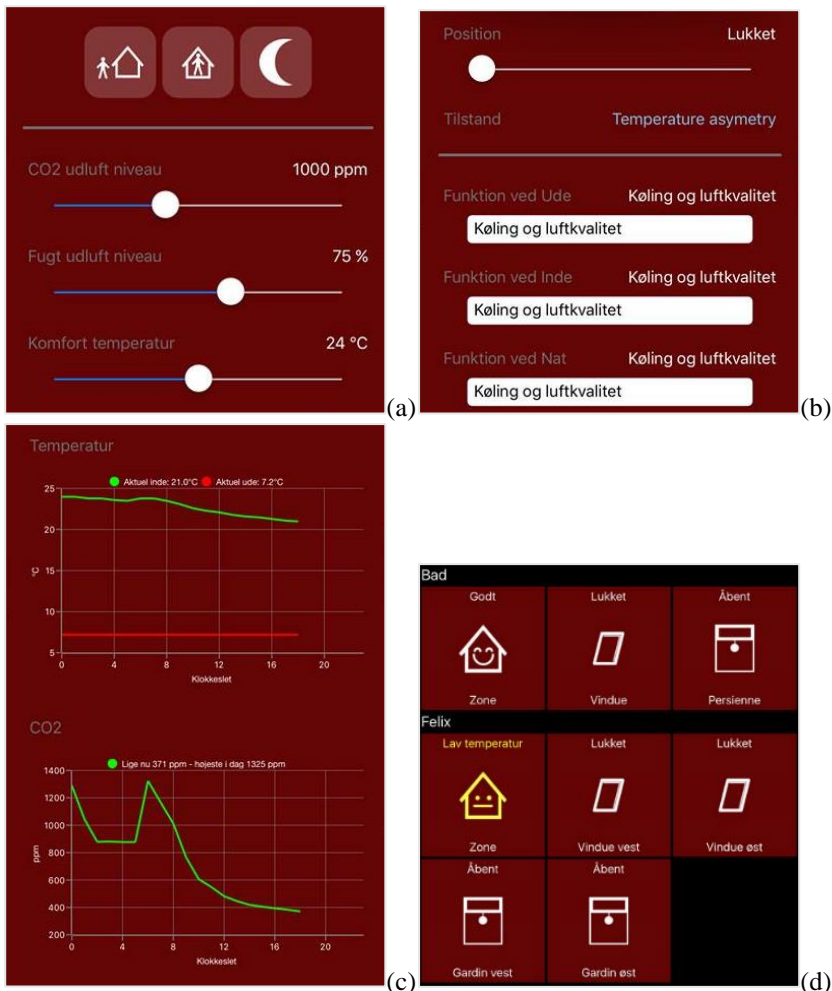 CO2 udluft niveau 1000 ppm
Fugt udluft niveau 75 %
Komfort temperatur 24 °C
(a)
Position Lukket
Tilstand Temperature asymetry
Funktion ved Ude Køling og luftkvalitet
Køling og luftkvalitet
Funktion ved Inde Køling og luftkvalitet
Køling og luftkvalitet
Funktion ved Nat Køling og luftkvalitet
Køling og luftkvalitet
(b)
Temperatur
Aktuel inde: 21.0°C Aktuel ude: 7.2°C
25
20
°C 15
10
5
0 4 8 12 16 20
Klokkeslet
CO2
Lige nu 371 ppm - højeste i dag 1325 ppm
1400
1200
1000
ppm 800
600
400
200
0 4 8 12 16 20
Klokkeslet
(c)
Bad
Godt Lukket Åbent
Zone Vindue Persienne
Felix
Lav temperatur Lukket Lukket
Zone Vindue vest Vindue øst
Åbent Åbent
Gardin vest Gardin øst
(d)